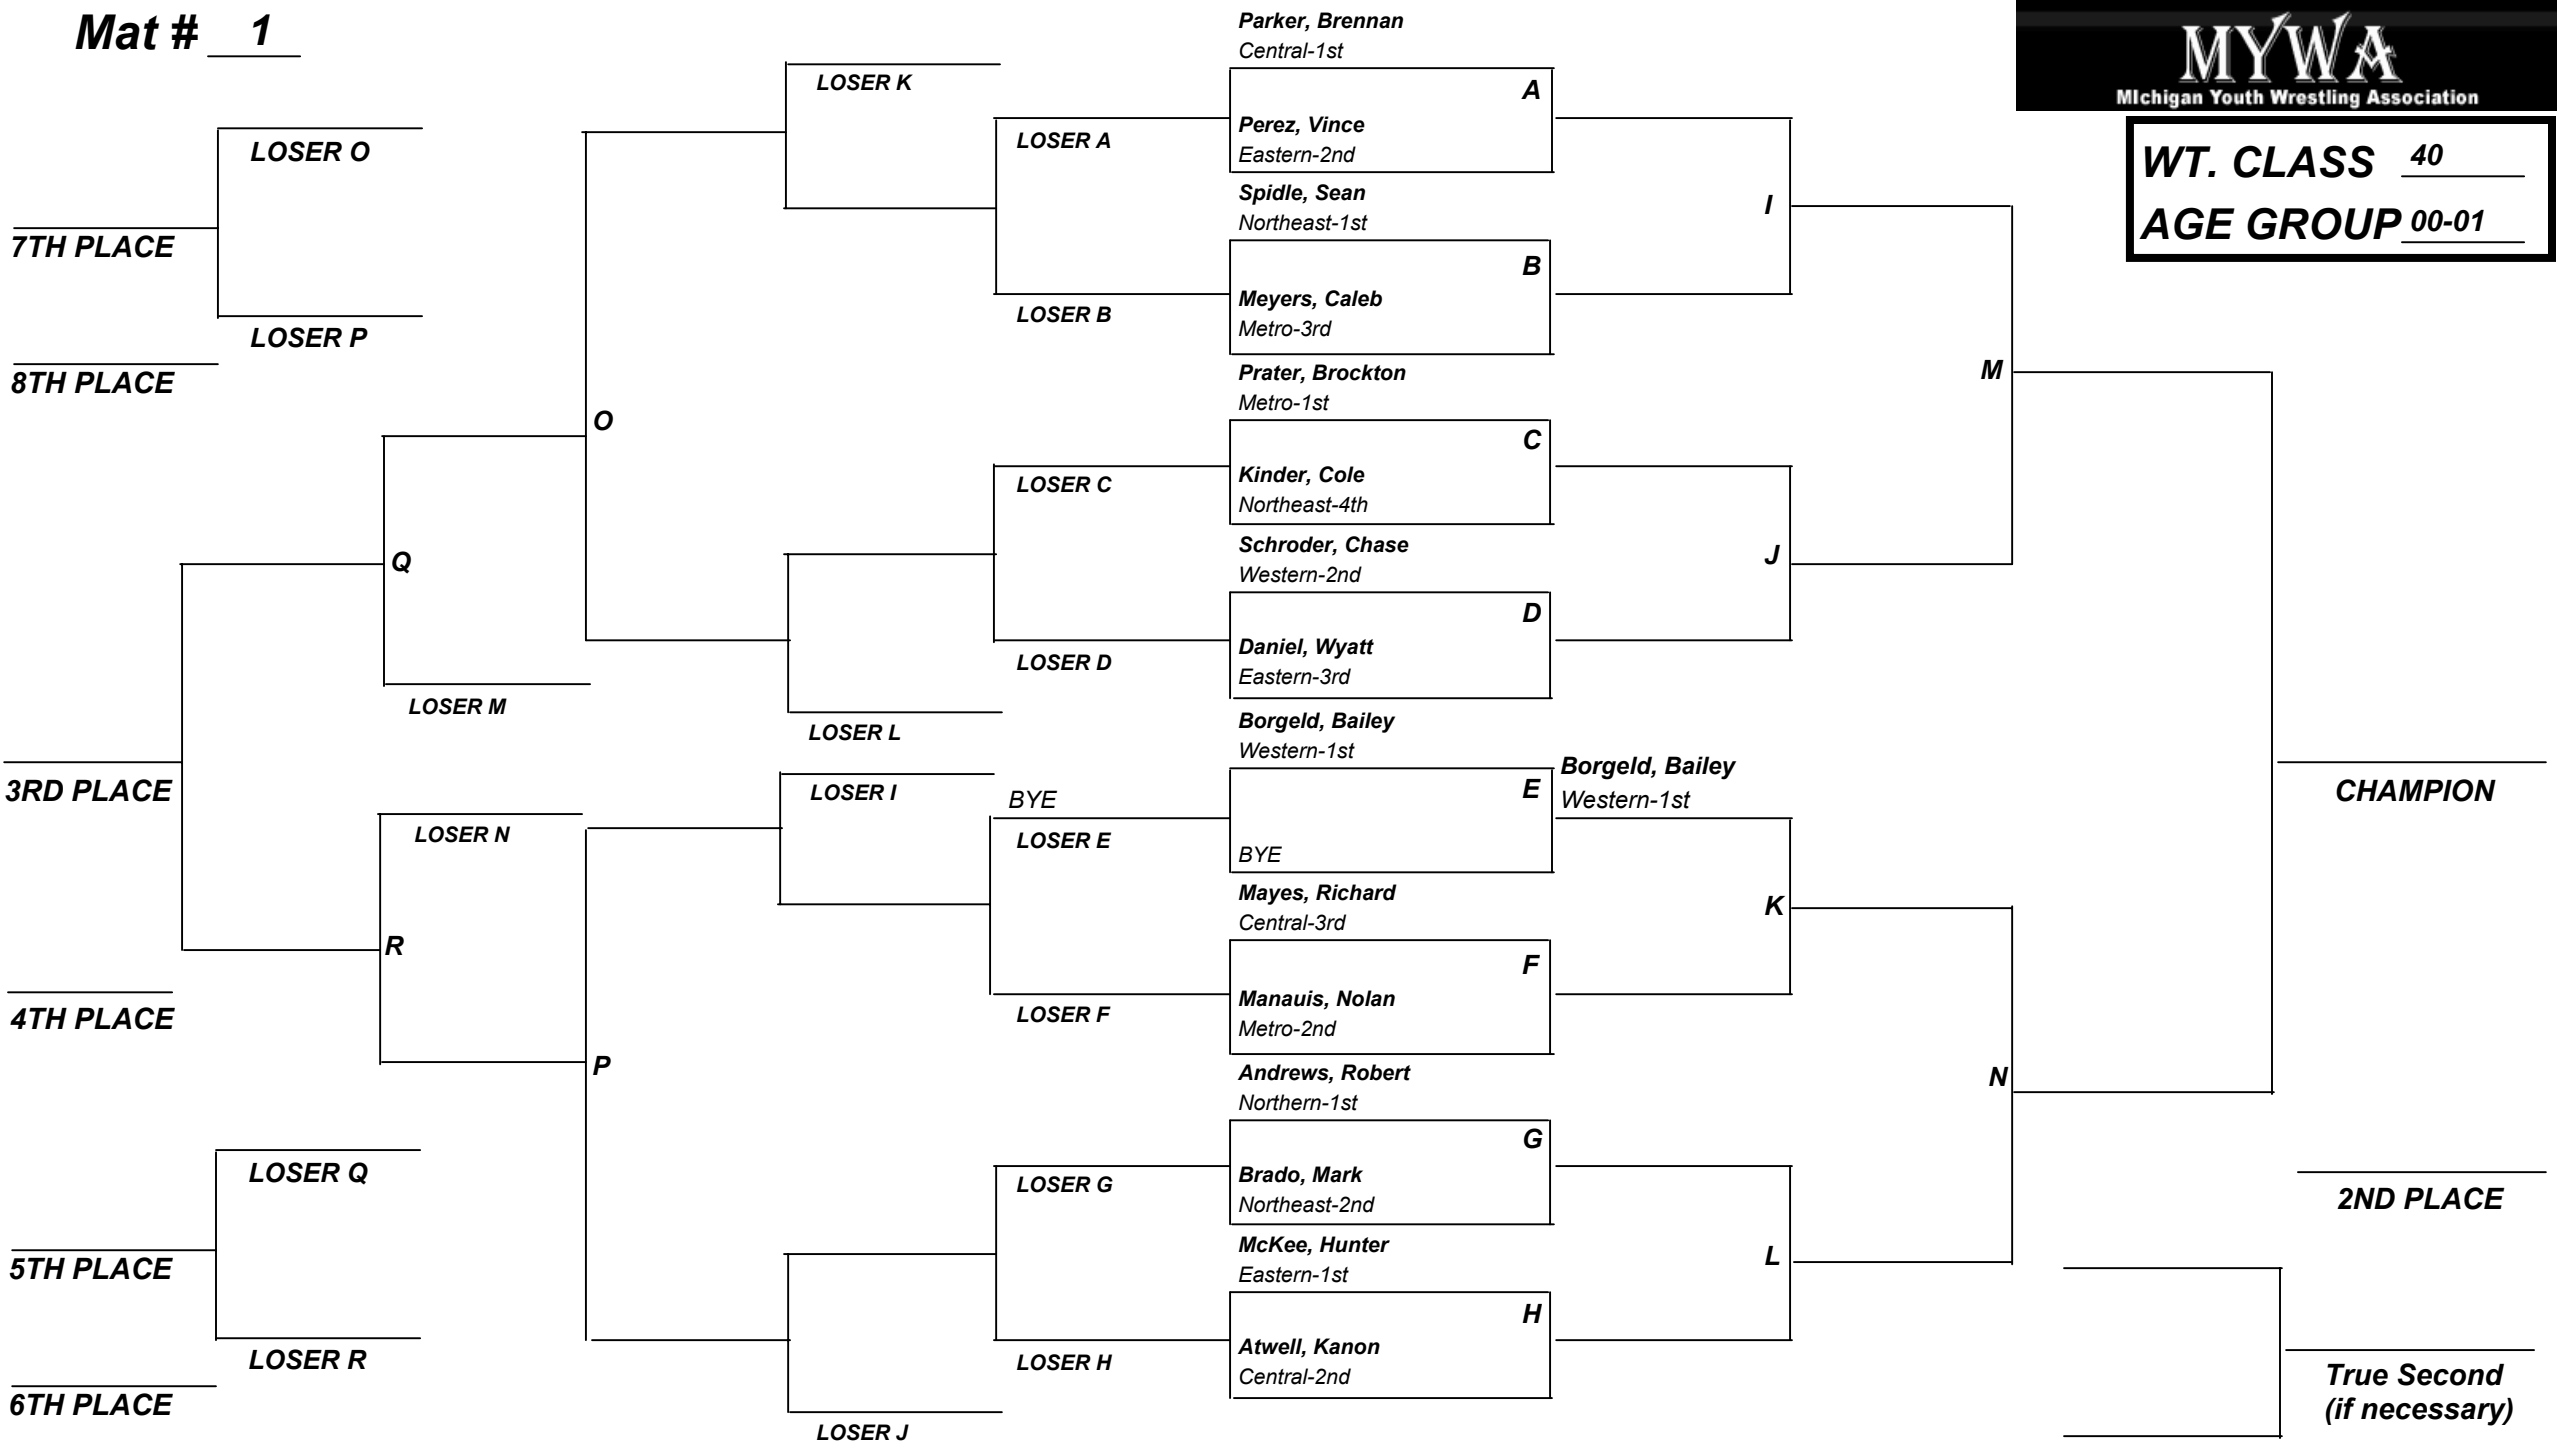 Mat # 1
MYWA
MIchigan Youth Wrestling Association
WT. CLASS 40
AGE GROUP 00-01
LOSER O
7TH PLACE
LOSER P
8TH PLACE
Q
LOSER M
3RD PLACE
LOSER N
R
4TH PLACE
LOSER Q
5TH PLACE
LOSER R
6TH PLACE
O
P
LOSER K
LOSER L
LOSER I
LOSER J
LOSER A
LOSER B
LOSER C
LOSER D
BYE
LOSER E
LOSER F
LOSER G
LOSER H
Parker, Brennan
Central-1st
A
Perez, Vince
Eastern-2nd
Spidle, Sean
Northeast-1st
B
Meyers, Caleb
Metro-3rd
Prater, Brockton
Metro-1st
C
Kinder, Cole
Northeast-4th
Schroder, Chase
Western-2nd
D
Daniel, Wyatt
Eastern-3rd
Borgeld, Bailey
Western-1st
E
BYE
Mayes, Richard
Central-3rd
F
Manauis, Nolan
Metro-2nd
Andrews, Robert
Northern-1st
G
Brado, Mark
Northeast-2nd
McKee, Hunter
Eastern-1st
H
Atwell, Kanon
Central-2nd
I
J
Borgeld, Bailey
Western-1st
K
L
M
N
CHAMPION
2ND PLACE
True Second
(if necessary)